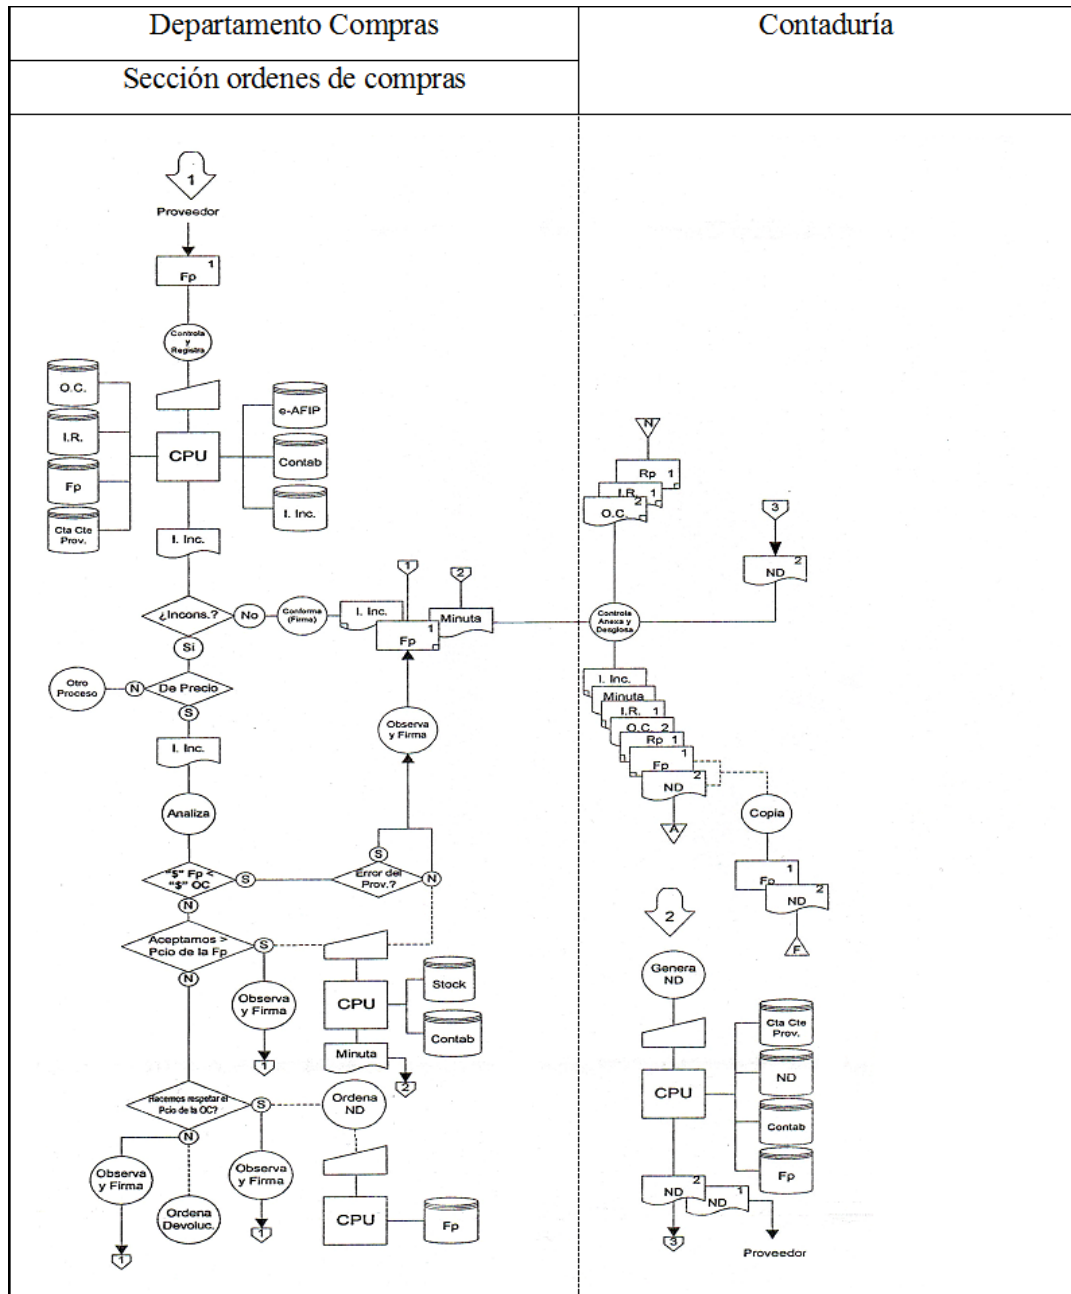 Departamento Compras
Contaduría
Sección ordenes de compras
1
Proveedor
1
Fp
Controla
y
Registra
O.C.
I.R.
Fp
Cta Cte
Prov.
CPU
e-AFIP
Contab
I. Inc.
I. Inc.
¿Incons.?
No
Conforma
(Firma)
I. Inc.
1
Fp
1
2
Minuta
Si
Otro
Proceso
N
De Precio
S
I. Inc.
Observa
y Firma
Analiza
"$" Fp <
"$" OC
S
Error del
Prov.?
S
N
N
Aceptamos >
Pcio de la Fp
S
N
Observa
y Firma
1
CPU
Stock
Contab
Minuta
2
Hacemos respetar el
Pcio de la OC?
S
Ordena
ND
N
Observa
y Firma
1
Ordena
Devoluc.
Observa
y Firma
1
CPU
Fp
N
Rp 1
I.R. 1
2
O.C.
3
2
ND
Controla
Anexa y
Desglosa
I. Inc.
Minuta
I.R. 1
O.C. 2
Rp 1
1
Fp
2
ND
A
Copia
1
Fp
2
ND
F
2
Genera
ND
CPU
Cta Cte
Prov.
ND
Contab
Fp
2
ND
1
ND
3
Proveedor